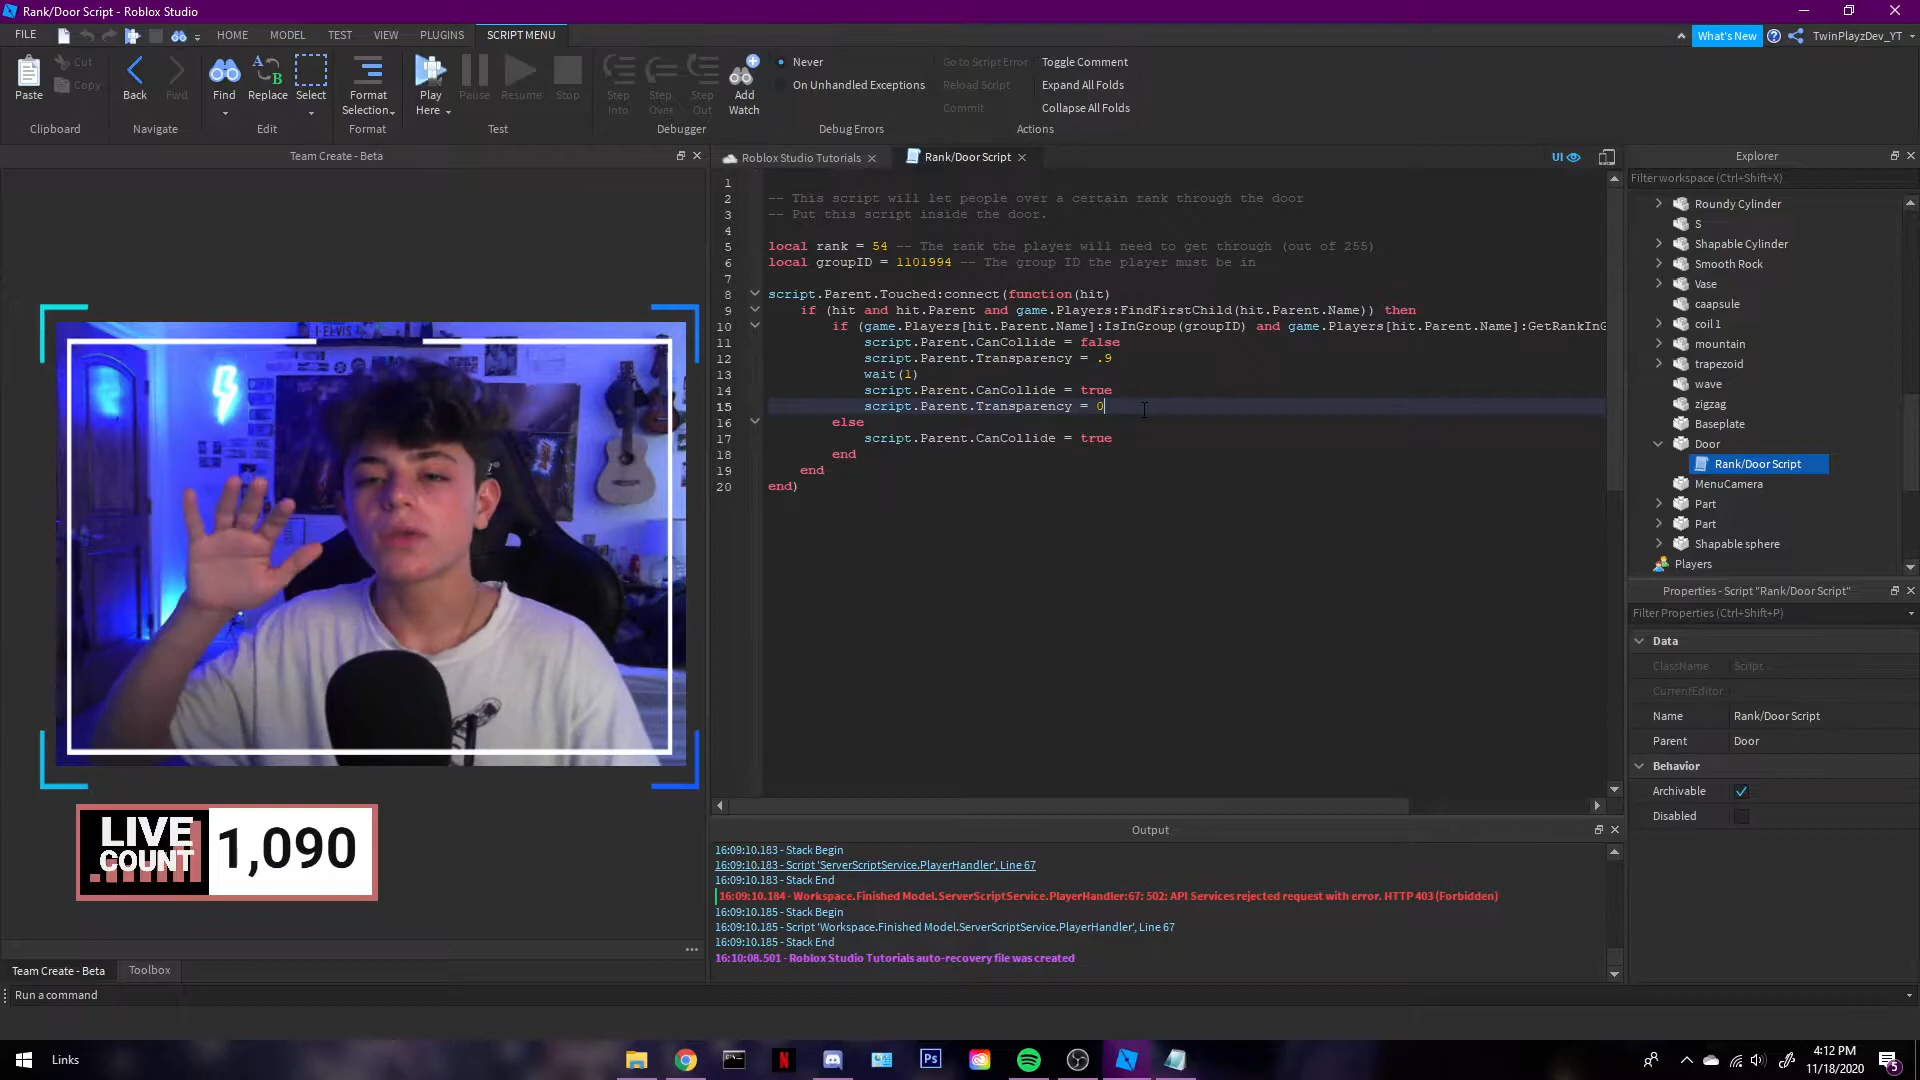 Rank/Door Script - Roblox Studio
FILE
HOME
MODEL
TEST
VIEW
PLUGINS
SCRIPT MENU
What's New
TwinPlayzDev_YT
Paste
Cut
Copy
Clipboard
Back
Fwd
Navigate
Find
Replace
Select
Edit
Format
Selection
Format
Play
Here
Pause
Resume
Stop
Test
Step
Into
Step
Over
Step
Out
Add
Watch
Debugger
Never
On Unhandled Exceptions
Debug Errors
Go to Script Error
Reload Script
Commit
Toggle Comment
Expand All Folds
Collapse All Folds
Actions
Team Create - Beta
Roblox Studio Tutorials
Rank/Door Script
UI
1
2 -- This script will let people over a certain rank through the door
3 -- Put this script inside the door.
4
5 local rank = 54 -- The rank the player will need to get through (out of 255)
6 local groupID = 1101994 -- The group ID the player must be in
7
8 script.Parent.Touched:connect(function(hit)
9 if (hit and hit.Parent and game.Players:FindFirstChild(hit.Parent.Name)) then
10 if (game.Players[hit.Parent.Name]:IsInGroup(groupID) and game.Players[hit.Parent.Name]:GetRankInG
11 script.Parent.CanCollide = false
12 script.Parent.Transparency = .9
13 wait(1)
14 script.Parent.CanCollide = true
15 script.Parent.Transparency = 0
16 else
17 script.Parent.CanCollide = true
18 end
19 end
20 end)
LIVE
COUNT
1,090
Output
16:09:10.183 - Stack Begin
16:09:10.183 - Script 'ServerScriptService.PlayerHandler', Line 67
16:09:10.183 - Stack End
16:09:10.184 - Workspace.Finished Model.ServerScriptService.PlayerHandler:67: 502: API Services rejected request with error. HTTP 403 (Forbidden)
16:09:10.185 - Stack Begin
16:09:10.185 - Script 'Workspace.Finished Model.ServerScriptService.PlayerHandler', Line 67
16:09:10.185 - Stack End
16:10:08.501 - Roblox Studio Tutorials auto-recovery file was created
Explorer
Filter workspace (Ctrl+Shift+X)
Roundy Cylinder
S
Shapable Cylinder
Smooth Rock
Vase
caapsule
coil 1
mountain
trapezoid
wave
zigzag
Baseplate
Door
Rank/Door Script
MenuCamera
Part
Part
Shapable sphere
Players
Properties - Script "Rank/Door Script"
Filter Properties (Ctrl+Shift+P)
Data
ClassName Script
CurrentEditor
Name Rank/Door Script
Parent Door
Behavior
Archivable
Disabled
Team Create - Beta
Toolbox
Run a command
Links
Ps
4:12 PM
11/18/2020
5